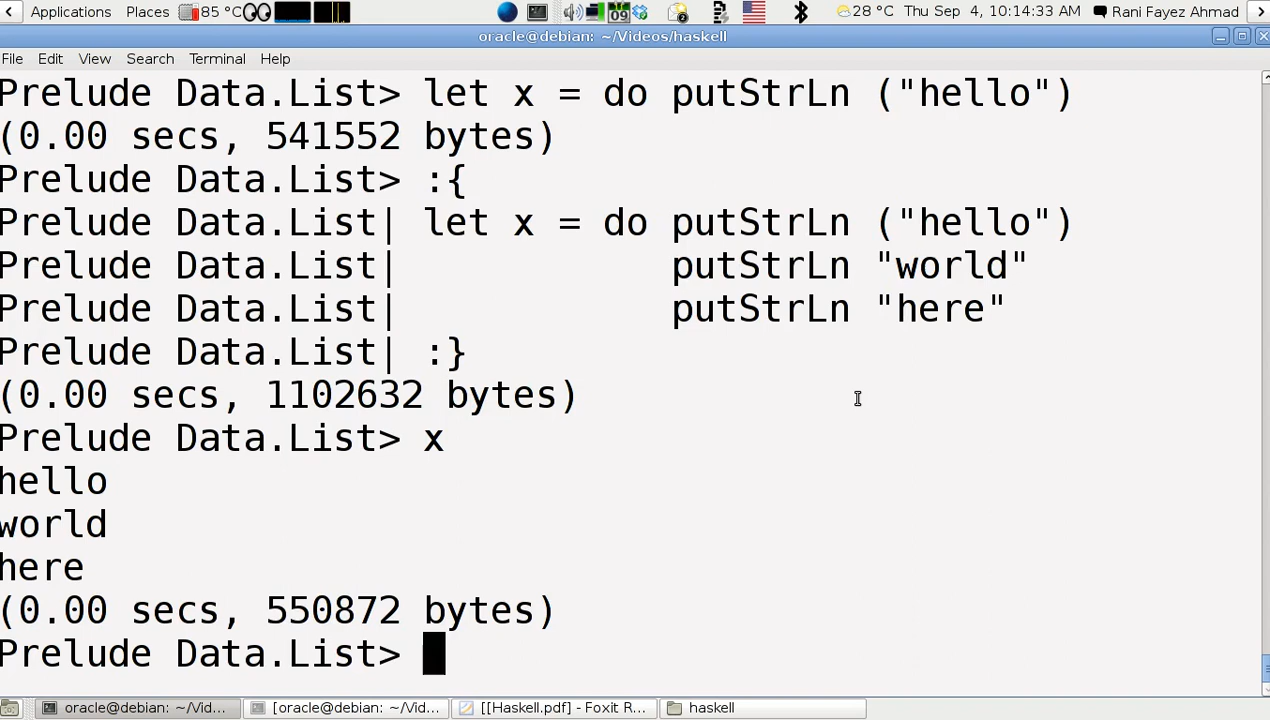 Applications Places 85 °C 09 28 °C Thu Sep 4, 10:14:33 AM Rani Fayez Ahmad
oracle@debian: ~/Videos/haskell
File Edit View Search Terminal Help
Prelude Data.List> let x = do putStrLn ("hello")
(0.00 secs, 541552 bytes)
Prelude Data.List> :{
Prelude Data.List| let x = do putStrLn ("hello")
Prelude Data.List|            putStrLn "world"
Prelude Data.List|            putStrLn "here"
Prelude Data.List| :}
(0.00 secs, 1102632 bytes)
Prelude Data.List> x
hello
world
here
(0.00 secs, 550872 bytes)
Prelude Data.List>
oracle@debian: ~/Vid... [oracle@debian: ~/Vid... [[Haskell.pdf] - Foxit R... haskell